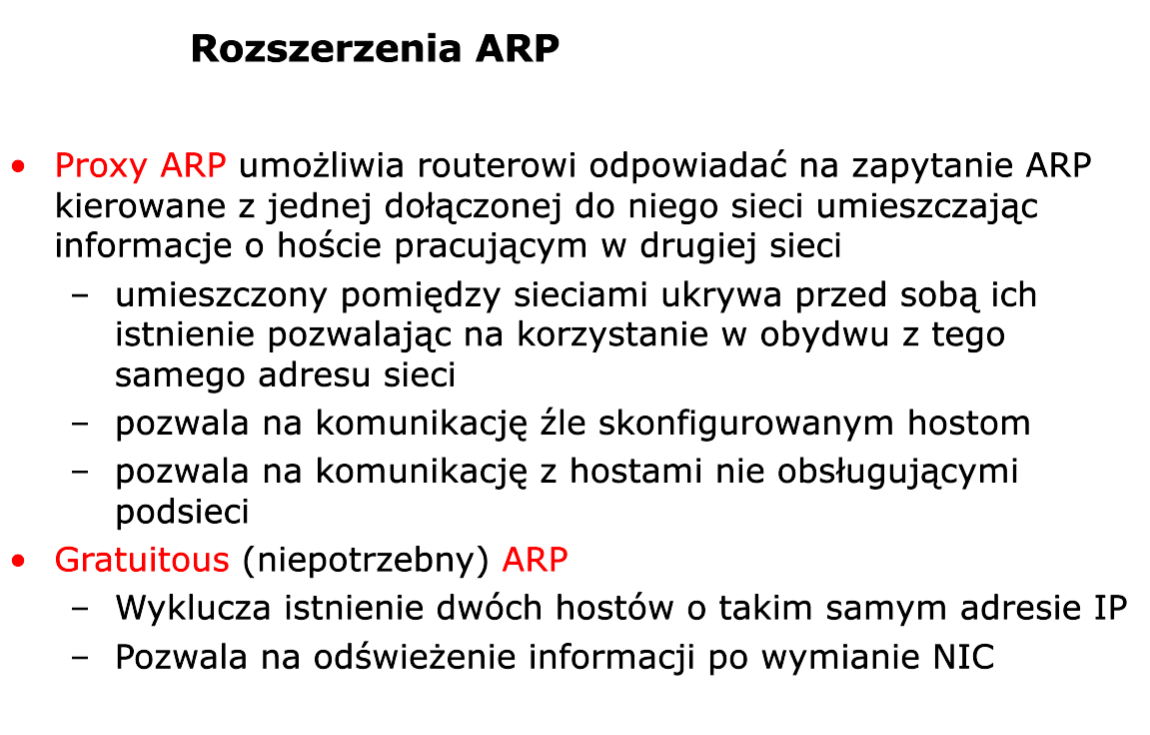 Rozszerzenia ARP
• Proxy ARP umożliwia routerowi odpowiadać na zapytanie ARP
kierowane z jednej dołączonej do niego sieci umieszczając
informacje o hoście pracującym w drugiej sieci
– umieszczony pomiędzy sieciami ukrywa przed sobą ich
istnienie pozwalając na korzystanie w obydwu z tego
samego adresu sieci
– pozwala na komunikację źle skonfigurowanym hostom
– pozwala na komunikację z hostami nie obsługującymi
podsieci
• Gratuitous (niepotrzebny) ARP
– Wyklucza istnienie dwóch hostów o takim samym adresie IP
– Pozwala na odświeżenie informacji po wymianie NIC